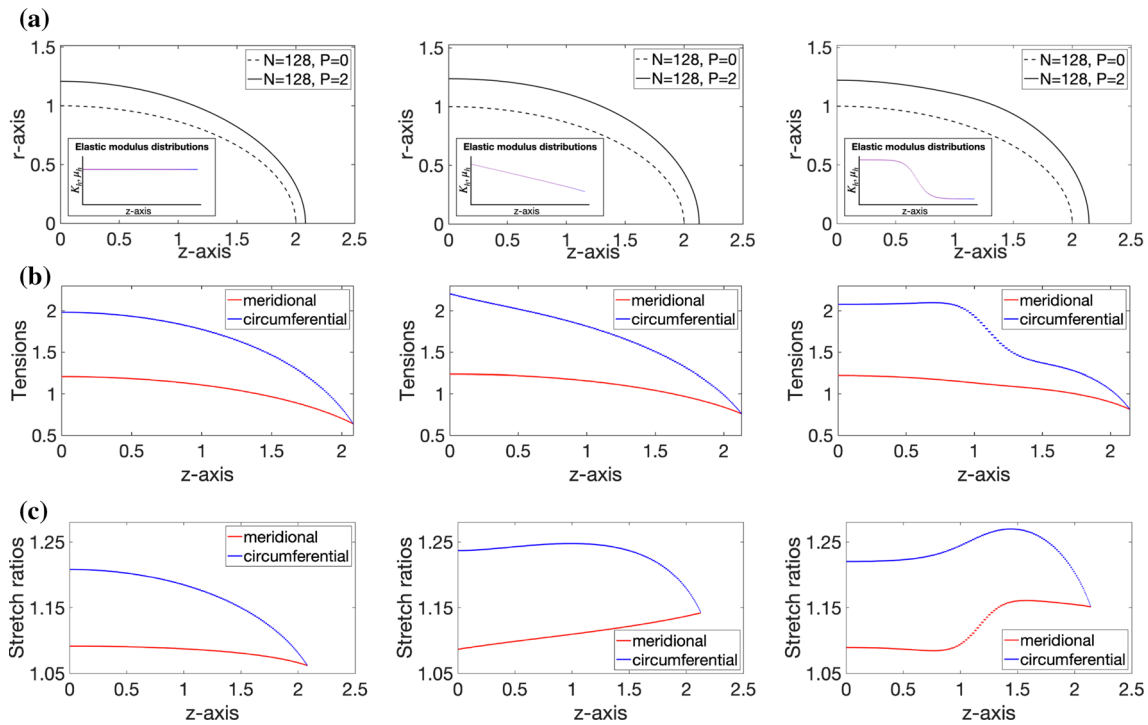 (a)
1.5
1
0.5
0
r-axis
N=128, P=0
N=128, P=2
Elastic modulus distributions
K_h, μ_h
z-axis
0 0.5 1 1.5 2 2.5
z-axis
1.5
1
0.5
0
r-axis
N=128, P=0
N=128, P=2
Elastic modulus distributions
K_h, μ_h
z-axis
0 0.5 1 1.5 2 2.5
z-axis
1.5
1
0.5
0
r-axis
N=128, P=0
N=128, P=2
Elastic modulus distributions
K_h, μ_h
z-axis
0 0.5 1 1.5 2 2.5
z-axis
(b)
2
1.5
1
0.5
Tensions
meridional
circumferential
0 0.5 1 1.5 2
z-axis
2
1.5
1
0.5
Tensions
meridional
circumferential
0 0.5 1 1.5 2
z-axis
2
1.5
1
0.5
Tensions
meridional
circumferential
0 0.5 1 1.5 2
z-axis
(c)
1.25
1.15
1.05
Stretch ratios
meridional
circumferential
0 0.5 1 1.5 2 2.5
z-axis
1.25
1.15
1.05
Stretch ratios
meridional
circumferential
0 0.5 1 1.5 2 2.5
z-axis
1.25
1.15
1.05
Stretch ratios
meridional
circumferential
0 0.5 1 1.5 2 2.5
z-axis